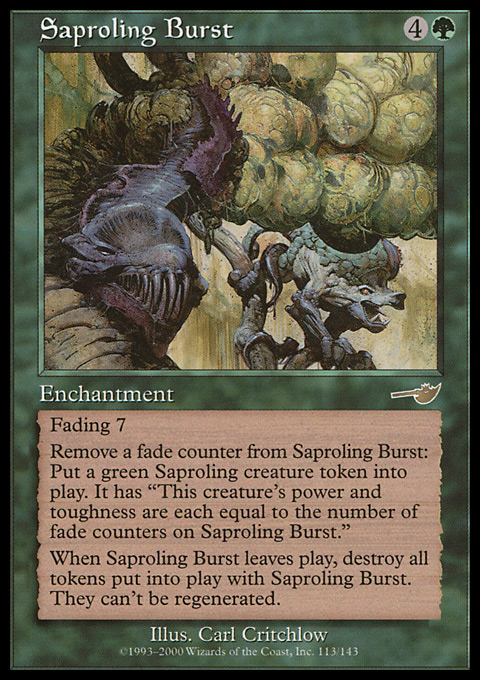 Saproling Burst 4
Enchantment
Fading 7
Remove a fade counter from Saproling Burst:
Put a green Saproling creature token into
play. It has “This creature's power and
toughness are each equal to the number of
fade counters on Saproling Burst.”
When Saproling Burst leaves play, destroy all
tokens put into play with Saproling Burst.
They can't be regenerated.
Illus. Carl Critchlow
©1993–2000 Wizards of the Coast, Inc. 113/143